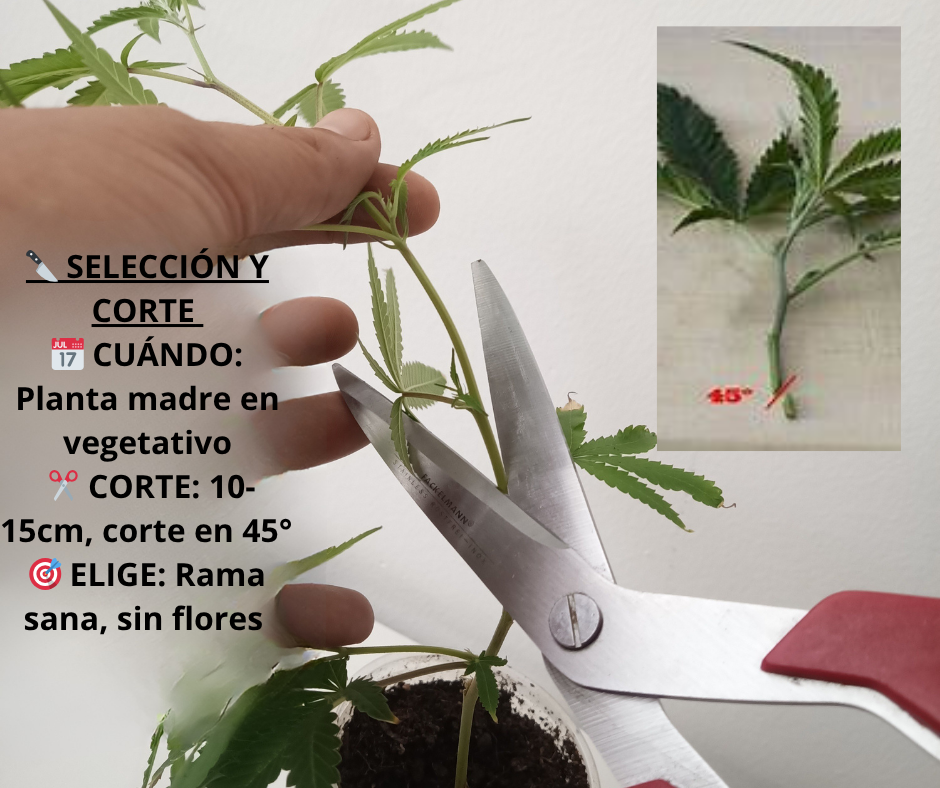 🔪 SELECCIÓN Y
CORTE
📅 CUÁNDO:
Planta madre en
vegetativo
✂️ CORTE: 10-
15cm, corte en 45°
🎯 ELIGE: Rama
sana, sin flores
45°